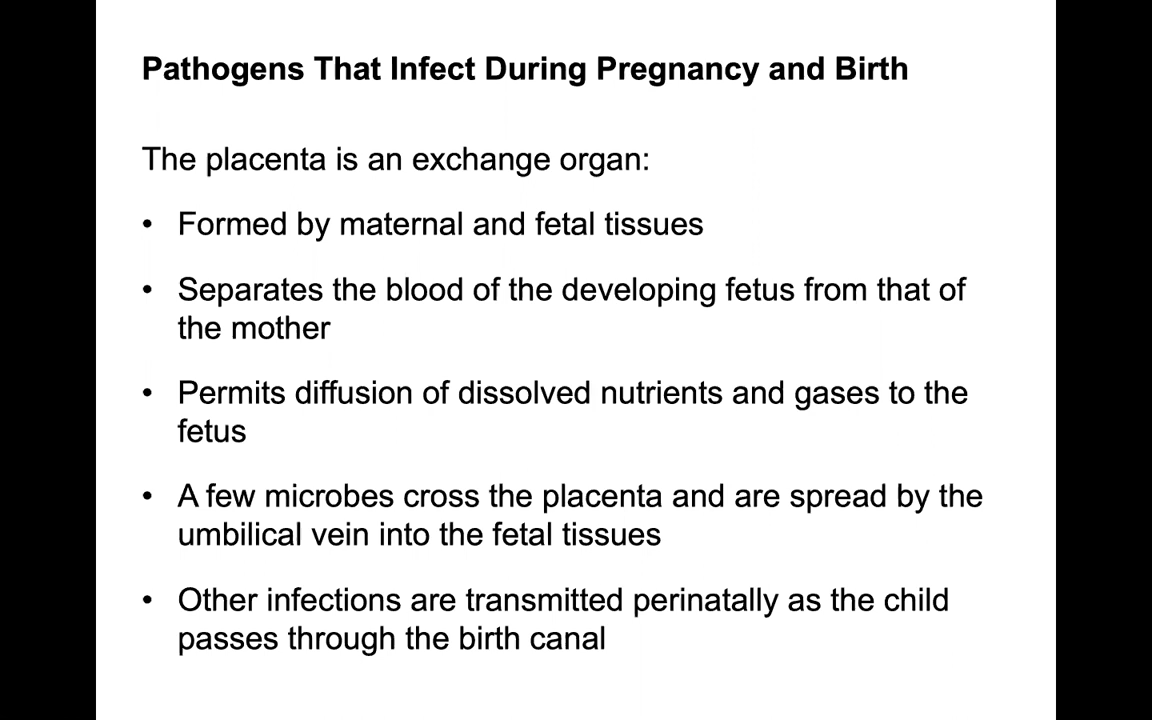 Pathogens That Infect During Pregnancy and Birth
The placenta is an exchange organ:
• Formed by maternal and fetal tissues
• Separates the blood of the developing fetus from that of
the mother
• Permits diffusion of dissolved nutrients and gases to the
fetus
• A few microbes cross the placenta and are spread by the
umbilical vein into the fetal tissues
• Other infections are transmitted perinatally as the child
passes through the birth canal